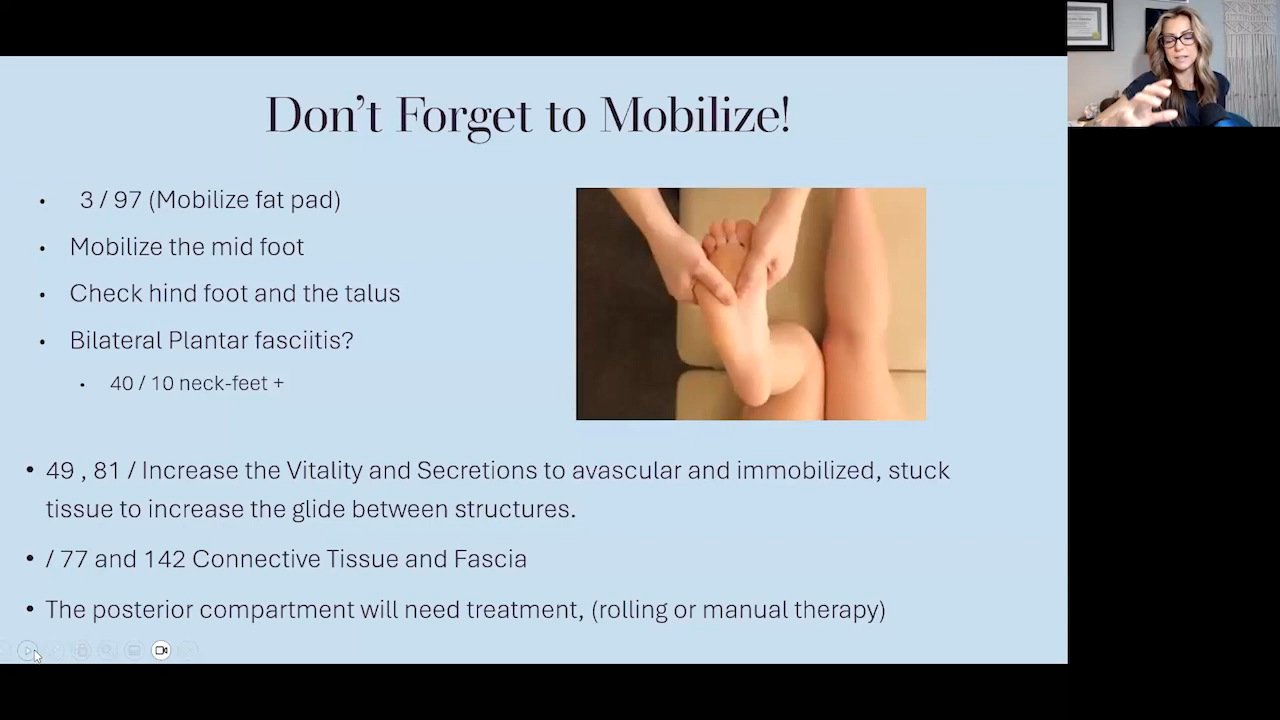 Don't Forget to Mobilize!
• 3 / 97 (Mobilize fat pad)
• Mobilize the mid foot
• Check hind foot and the talus
• Bilateral Plantar fasciitis?
• 40 / 10 neck-feet +
• 49 , 81 / Increase the Vitality and Secretions to avascular and immobilized, stuck
tissue to increase the glide between structures.
• / 77 and 142 Connective Tissue and Fascia
• The posterior compartment will need treatment, (rolling or manual therapy)